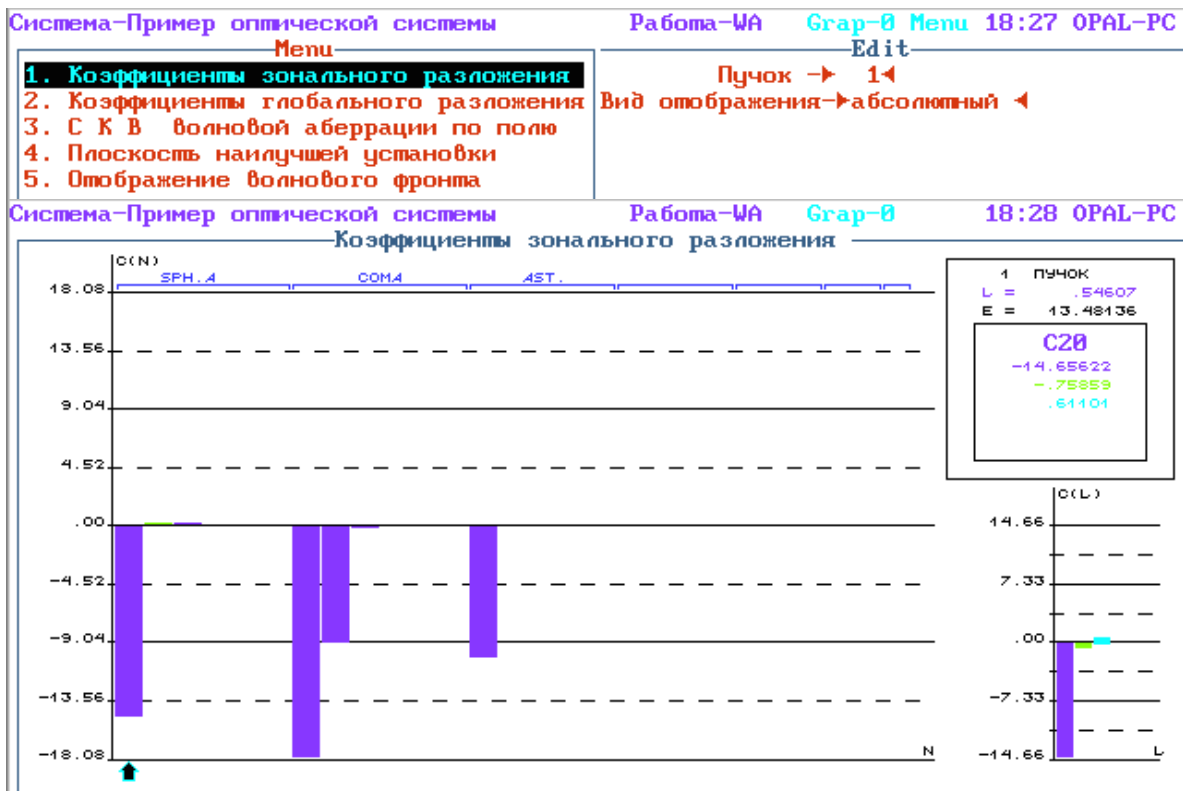 Система-Пример оптической системы Работа-WA Grap-0 Menu 18:27 OPAL-PC
Menu
1. Коэффициенты зонального разложения
2. Коэффициенты глобального разложения
3. С К В волновой аберрации по полю
4. Плоскость наилучшей установки
5. Отображение волнового фронта
Edit
Пучок -► 1◄
Вид отображения-►абсолютный ◄
Система-Пример оптической системы Работа-WA Grap-0 18:28 OPAL-PC
Коэффициенты зонального разложения
C(N)
SPH.A COMA AST.
18.08
13.56
9.04
4.52
.00
-4.52
-9.04
-13.56
-18.08
N
1 ПУЧОК
L = .54607
E = 13.48136
C20
-14.65622
-.75859
.61101
C(L)
14.66
7.33
.00
-7.33
-14.66
L